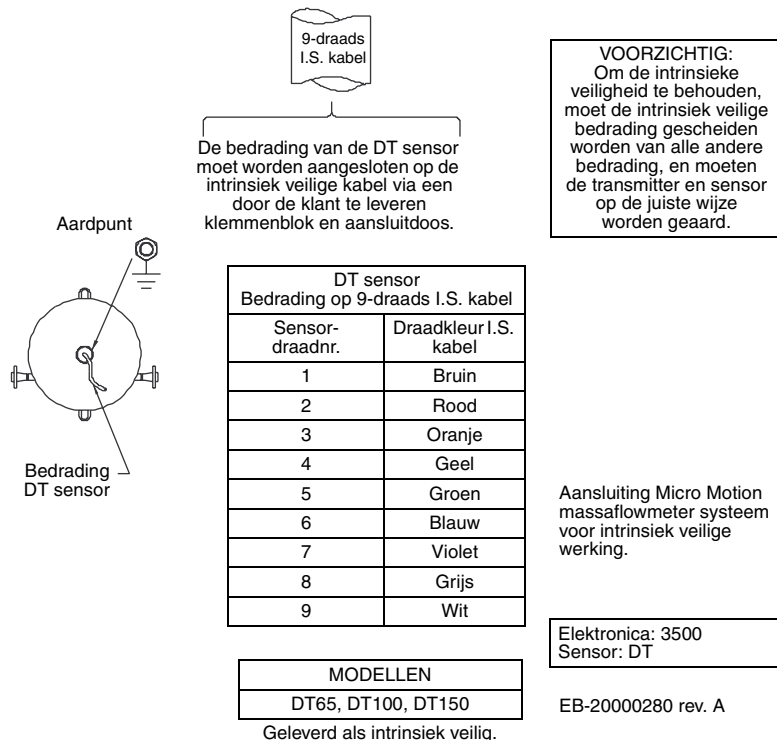 9-draads
I.S. kabel
De bedrading van de DT sensor
moet worden aangesloten op de
intrinsiek veilige kabel via een
door de klant te leveren
klemmenblok en aansluitdoos.
VOORZICHTIG:
Om de intrinsieke
veiligheid te behouden,
moet de intrinsiek veilige
bedrading gescheiden
worden van alle andere
bedrading, en moeten
de transmitter en sensor
op de juiste wijze
worden geaard.
Aardpunt
Bedrading
DT sensor
DT sensor
Bedrading op 9-draads I.S. kabel
Sensor-
draadnr.
Draadkleur I.S.
kabel
1 Bruin
2 Rood
3 Oranje
4 Geel
5 Groen
6 Blauw
7 Violet
8 Grijs
9 Wit
Aansluiting Micro Motion
massaflowmeter systeem
voor intrinsiek veilige
werking.
Elektronica: 3500
Sensor: DT
MODELLEN
DT65, DT100, DT150
Geleverd als intrinsiek veilig.
EB-20000280 rev. A